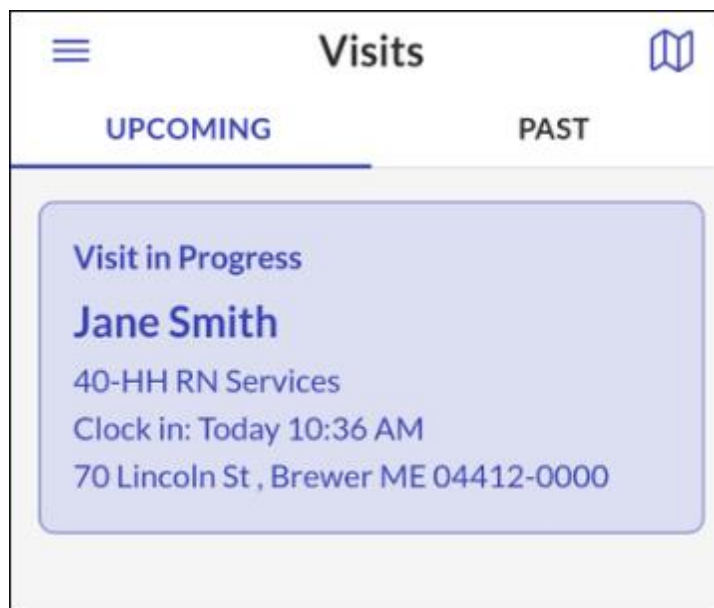 Visits
UPCOMING PAST
Visit in Progress
Jane Smith
40-HH RN Services
Clock in: Today 10:36 AM
70 Lincoln St , Brewer ME 04412-0000